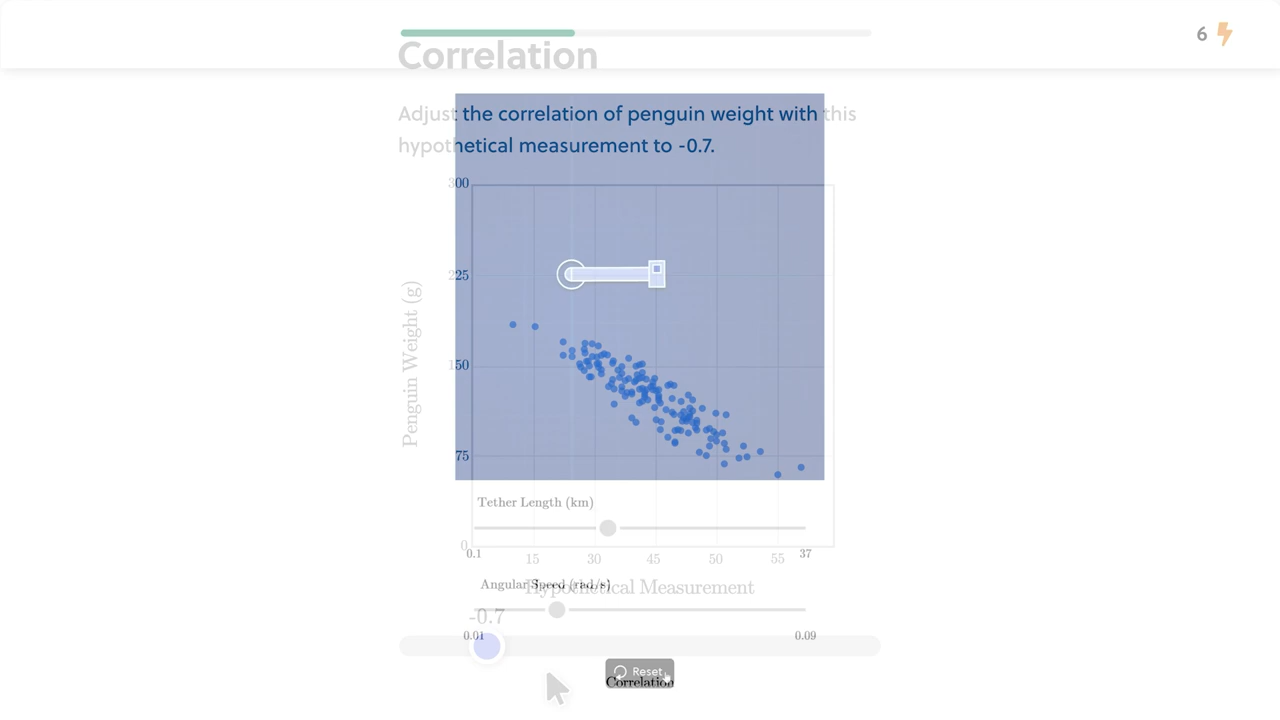 6
Correlation
Adjust the correlation of penguin weight with this
hypothetical measurement to -0.7.
300
225
150
75
0
Penguin Weight (g)
Tether Length (km)
0.1
37
15
30
45
50
55
Hypothetical Measurement
Angular Speed (rad/s)
-0.7
0.01
0.09
Reset
Correlation